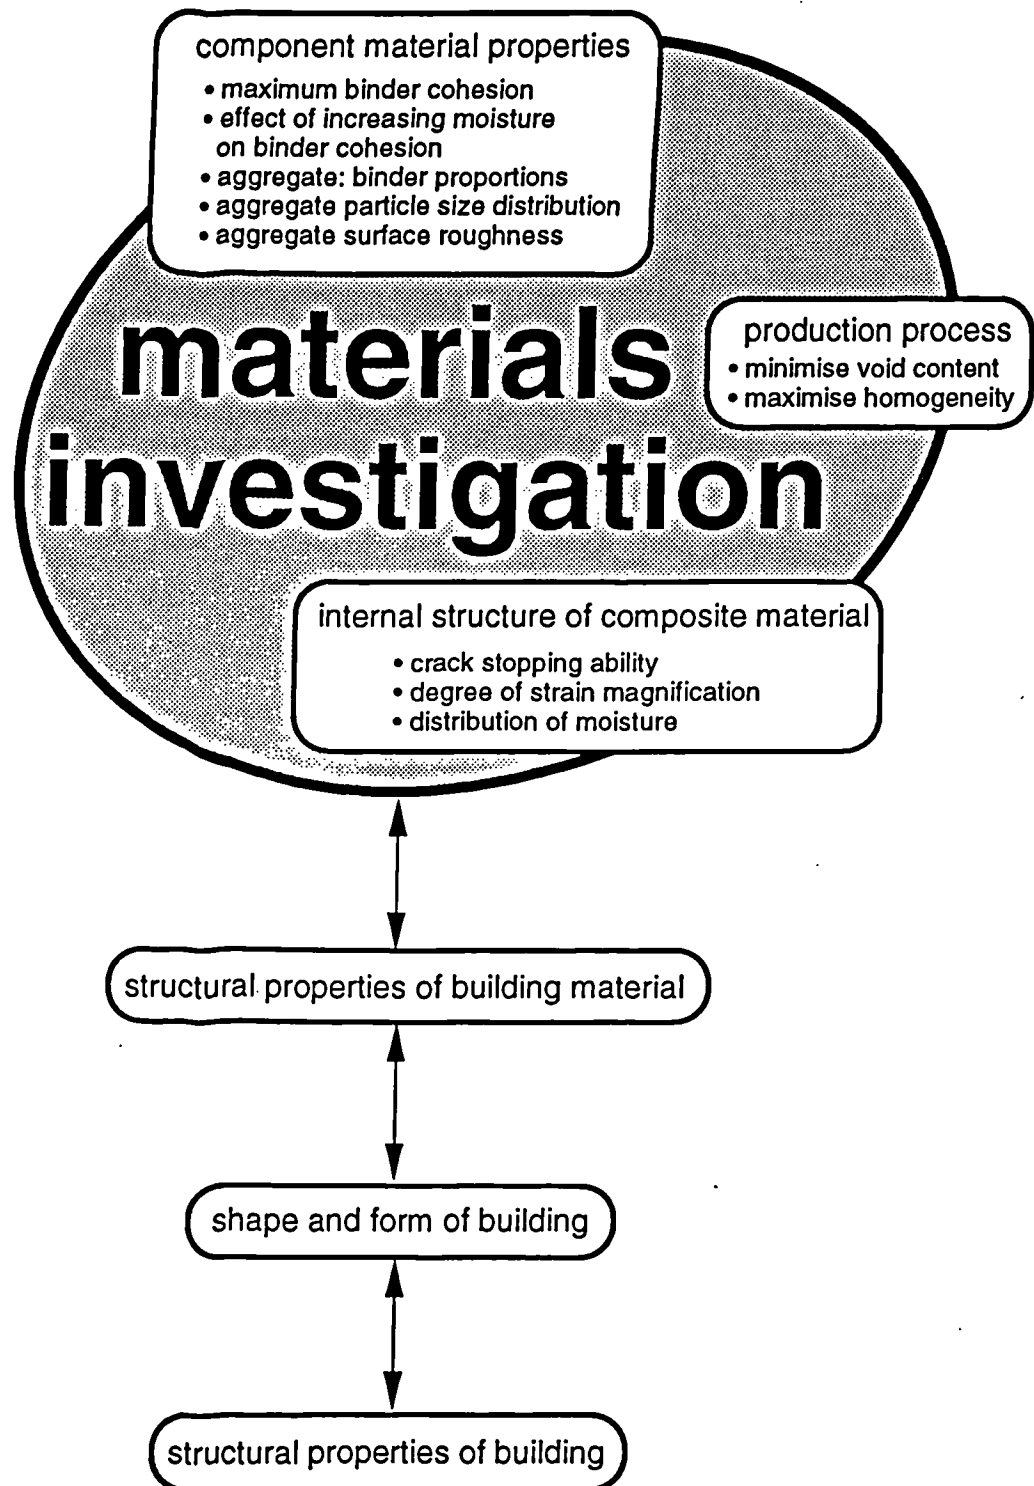 component material properties
• maximum binder cohesion
• effect of increasing moisture
on binder cohesion
• aggregate: binder proportions
• aggregate particle size distribution
• aggregate surface roughness
materials
investigation
production process
• minimise void content
• maximise homogeneity
internal structure of composite material
• crack stopping ability
• degree of strain magnification
• distribution of moisture
structural properties of building material
shape and form of building
structural properties of building